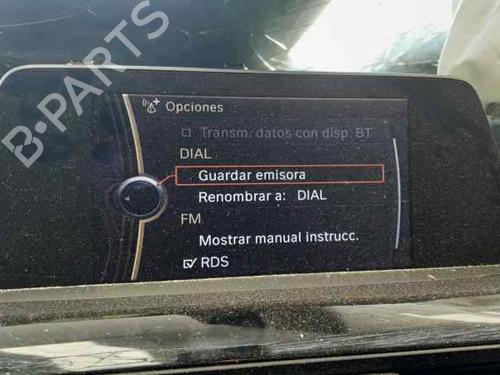 B-PARTS
Opciones
Transm. datos con disp. BT
DIAL
Guardar emisora
Renombrar a: DIAL
FM
Mostrar manual instrucc.
RDS